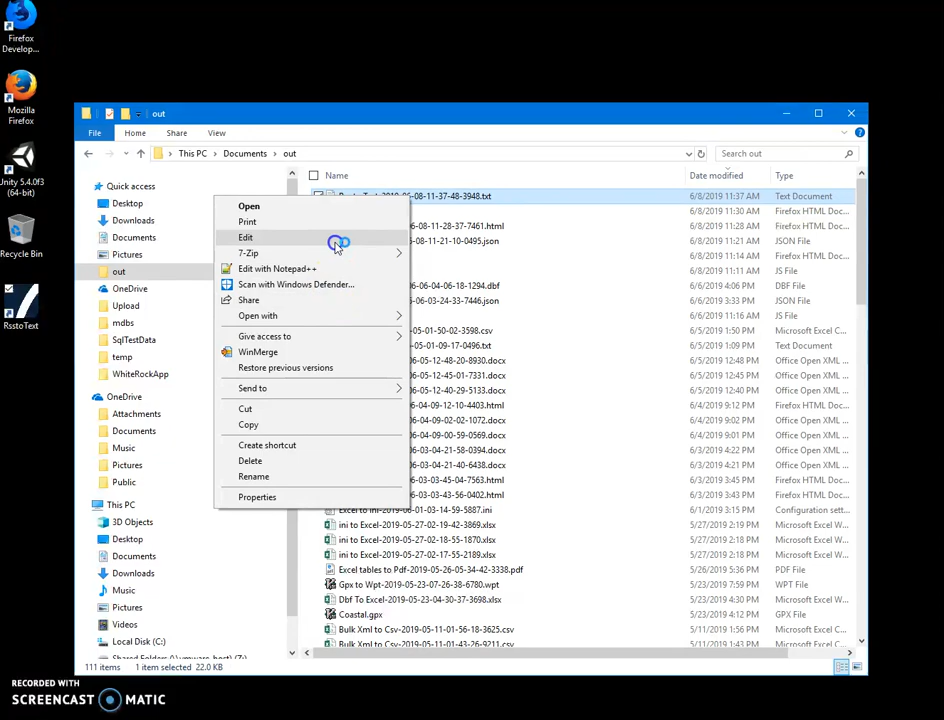 Firefox
Develop...
Mozilla
Firefox
Unity 5.4.0f3
(64-bit)
Recycle Bin
RsstoText
out
File Home Share View
This PC Documents out
Search out
Name Date modified Type
Quick access
Desktop
Downloads
Documents
Pictures
out
OneDrive
Upload
mdbs
SqlTestData
temp
WhiteRockApp
OneDrive
Attachments
Documents
Music
Pictures
Public
This PC
3D Objects
Desktop
Documents
Downloads
Music
Pictures
Videos
Local Disk (C:)
Open
Print
Edit
7-Zip
Edit with Notepad++
Scan with Windows Defender...
Share
Open with
Give access to
WinMerge
Restore previous versions
Send to
Cut
Copy
Create shortcut
Delete
Rename
Properties
-06-08-11-37-48-3948.txt 6/8/2019 11:37 AM Text Document
06-08-11-28-37-7461.html 6/8/2019 11:30 AM Firefox HTML Doc...
6/8/2019 11:29 AM Firefox HTML Doc...
-08-11-21-10-0495.json 6/8/2019 11:21 AM JSON File
6/8/2019 11:17 AM JS File
6/8/2019 11:16 AM JS File
06-04-06-18-1294.dbf 6/6/2019 4:06 PM DBF File
-06-03-24-33-7446.json 6/6/2019 3:24 PM JSON File
6/6/2019 11:16 AM JS File
-05-01-50-02-3598.csv 6/5/2019 1:50 PM Microsoft Excel C...
-05-01-09-17-0496.txt 6/5/2019 1:09 PM Text Document
06-05-12-48-20-8930.docx 6/5/2019 12:48 PM Office Open XML ...
06-05-12-45-01-7331.docx 6/5/2019 12:45 PM Office Open XML ...
06-05-12-40-29-5133.docx 6/5/2019 12:40 PM Office Open XML ...
06-04-09-12-10-4403.html 6/4/2019 9:12 PM Firefox HTML Doc...
06-04-09-02-02-1072.docx 6/4/2019 9:02 PM Office Open XML ...
06-04-09-00-59-0569.docx 6/4/2019 9:01 PM Office Open XML ...
06-03-04-21-58-0394.docx 6/3/2019 4:22 PM Office Open XML ...
06-03-04-21-40-6438.docx 6/3/2019 4:21 PM Office Open XML ...
06-03-03-45-04-7563.html 6/3/2019 3:45 PM Firefox HTML Doc...
06-03-03-43-56-0402.html 6/3/2019 3:43 PM Firefox HTML Doc...
Excel to Ini-2019-06-01-03-14-59-5887.ini 6/1/2019 3:14 PM Configuration sett...
ini to Excel-2019-05-27-02-19-42-3869.xlsx 5/27/2019 2:19 PM Microsoft Excel W...
ini to Excel-2019-05-27-02-18-55-1870.xlsx 5/27/2019 2:18 PM Microsoft Excel W...
ini to Excel-2019-05-27-02-17-55-2189.xlsx 5/27/2019 2:18 PM Microsoft Excel W...
Excel tables to Pdf-2019-05-26-05-34-42-3338.pdf 5/26/2019 5:36 PM PDF File
Gpx to Wpt-2019-05-23-07-26-38-6780.wpt 5/23/2019 7:59 PM WPT File
Dbf To Excel-2019-05-23-04-30-37-3698.xlsx 5/23/2019 4:30 PM Microsoft Excel W...
Coastal.gpx 5/23/2019 4:12 PM GPX File
Bulk Xml to Csv-2019-05-11-01-56-18-3625.csv 5/11/2019 1:56 PM Microsoft Excel C...
Bulk Xml to Csv-2019-05-11-01-43-26-9211.csv 5/11/2019 1:43 PM Microsoft Excel C...
111 items 1 item selected 22.0 KB
RECORDED WITH
SCREENCAST MATIC